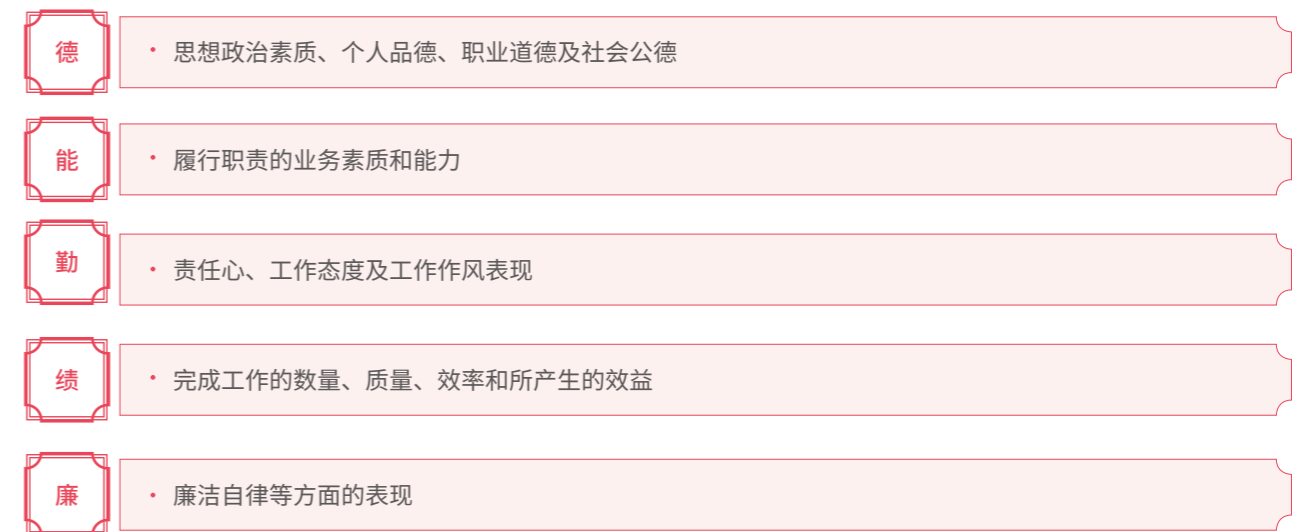 德
• 思想政治素质、个人品德、职业道德及社会公德
能
• 履行职责的业务素质和能力
勤
• 责任心、工作态度及工作作风表现
绩
• 完成工作的数量、质量、效率和所产生的效益
廉
• 廉洁自律等方面的表现